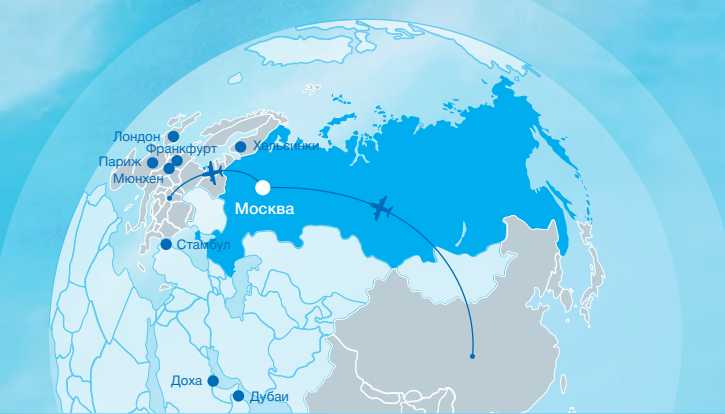 Лондон
Франкфурт
Хельсинки
Париж
Мюнхен
Москва
Стамбул
Доха
Дубаи